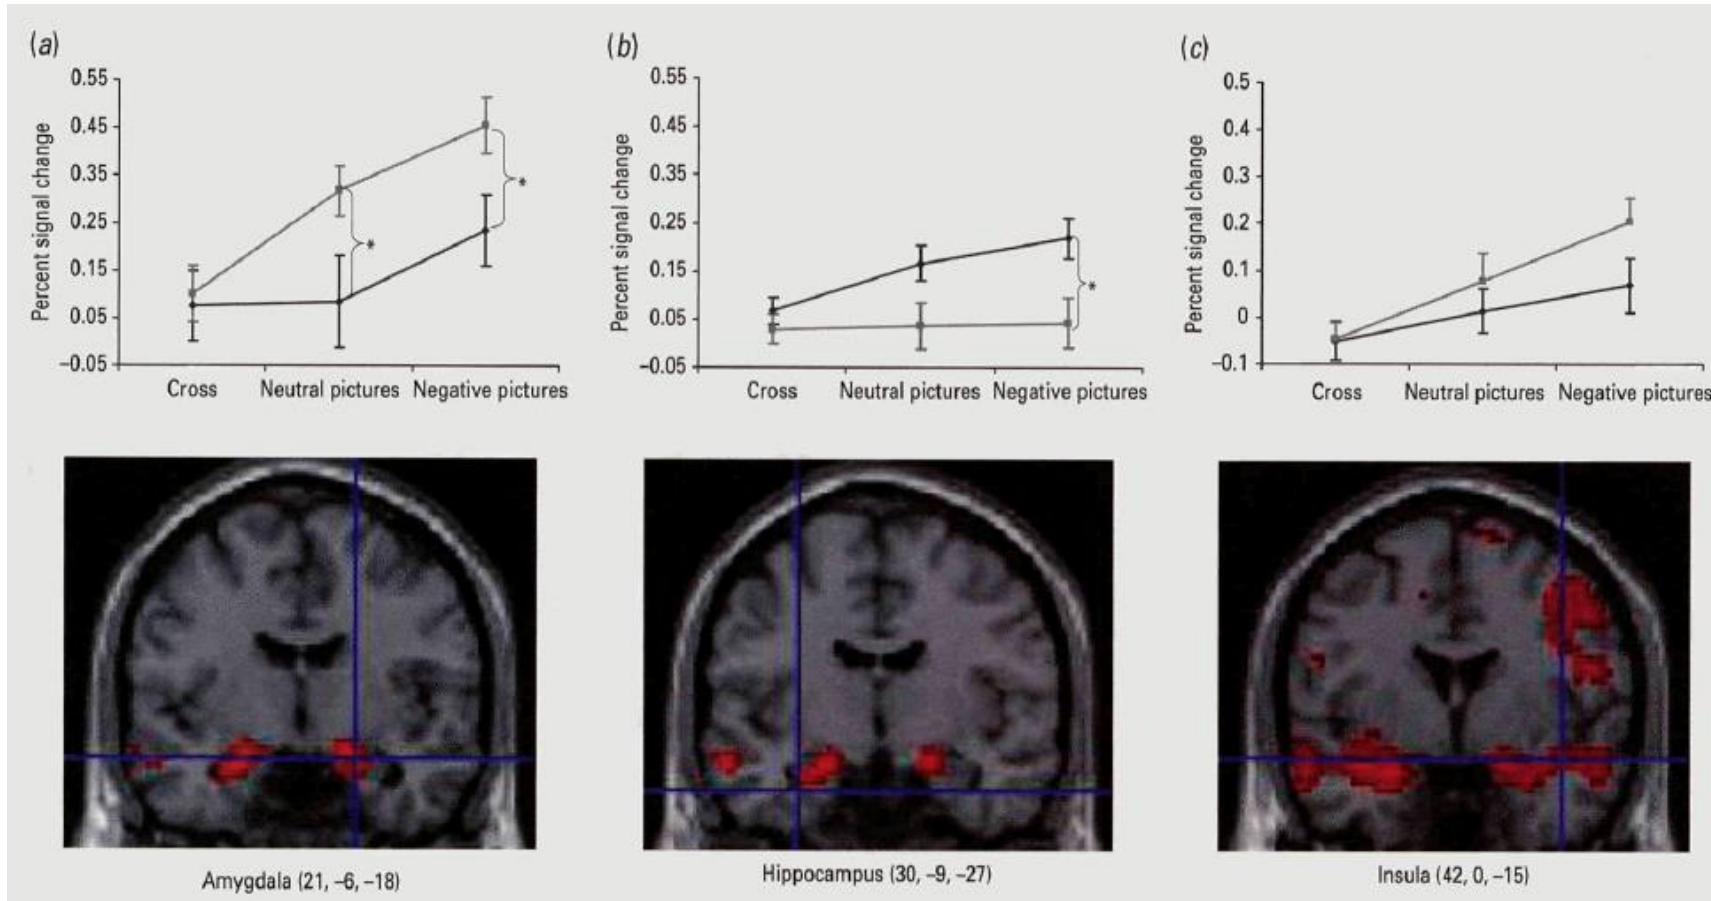 (a)
Percent signal change
0.55
0.45
0.35
0.25
0.15
0.05
–0.05
*
*
Cross
Neutral pictures
Negative pictures
Amygdala (21, –6, –18)
(b)
Percent signal change
0.55
0.45
0.35
0.25
0.15
0.05
–0.05
*
Cross
Neutral pictures
Negative pictures
Hippocampus (30, –9, –27)
(c)
Percent signal change
0.5
0.4
0.3
0.2
0.1
0
–0.1
Cross
Neutral pictures
Negative pictures
Insula (42, 0, –15)